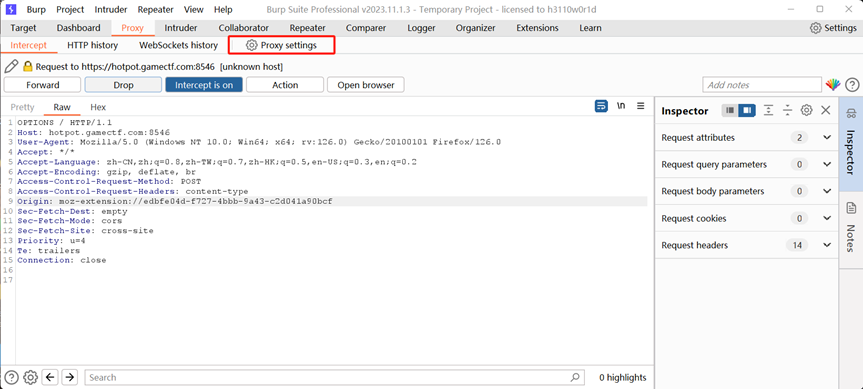 Burp Project Intruder Repeater View Help Burp Suite Professional v2023.11.1.3 - Temporary Project - licensed to h3110w0r1d
Target Dashboard Proxy Intruder Repeater Collaborator Sequencer Decoder Comparer Logger Organizer Extensions Learn Settings
Intercept HTTP history WebSockets history Proxy settings
Request to https://hotpot.gamectf.com:8546 [unknown host]
Forward Drop Intercept is on Action Open browser Add notes
Pretty Raw Hex \n
Inspector
1 OPTIONS / HTTP/1.1
2 Host: hotpot.gamectf.com:8546
3 User-Agent: Mozilla/5.0 (Windows NT 10.0; Win64; x64; rv:126.0) Gecko/20100101 Firefox/126.0
4 Accept: */*
5 Accept-Language: zh-CN,zh;q=0.8,zh-TW;q=0.7,zh-HK;q=0.5,en-US;q=0.3,en;q=0.2
6 Accept-Encoding: gzip, deflate, br
7 Access-Control-Request-Method: POST
8 Access-Control-Request-Headers: content-type
9 Origin: moz-extension://edbfe04d-f727-4bbb-9a43-c2d041a90bcf
10 Sec-Fetch-Dest: empty
11 Sec-Fetch-Mode: cors
12 Sec-Fetch-Site: cross-site
13 Priority: u=4
14 Te: trailers
15 Connection: close
16
17
Request attributes 2
Request query parameters 0
Request body parameters 0
Request cookies 0
Request headers 14
Inspector
Notes
Search 0 highlights